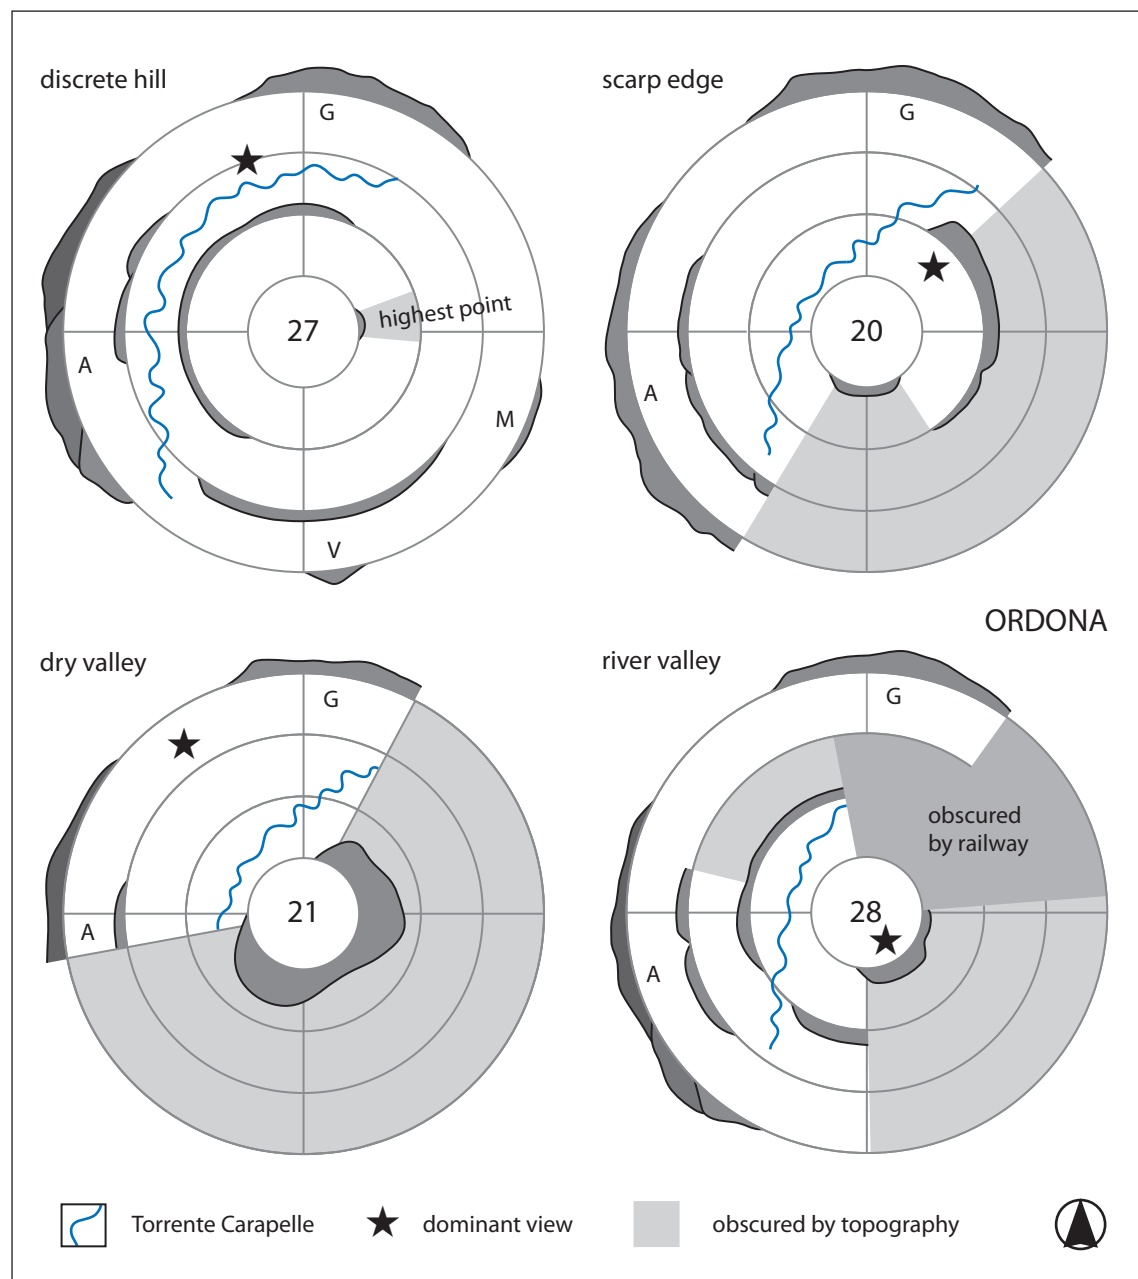 discrete hill
scarp edge
G
G
highest point
27
20
A
A
M
V
ORDONA
dry valley
river valley
G
G
obscured
by railway
21
28
A
A
Torrente Carapelle
dominant view
obscured by topography